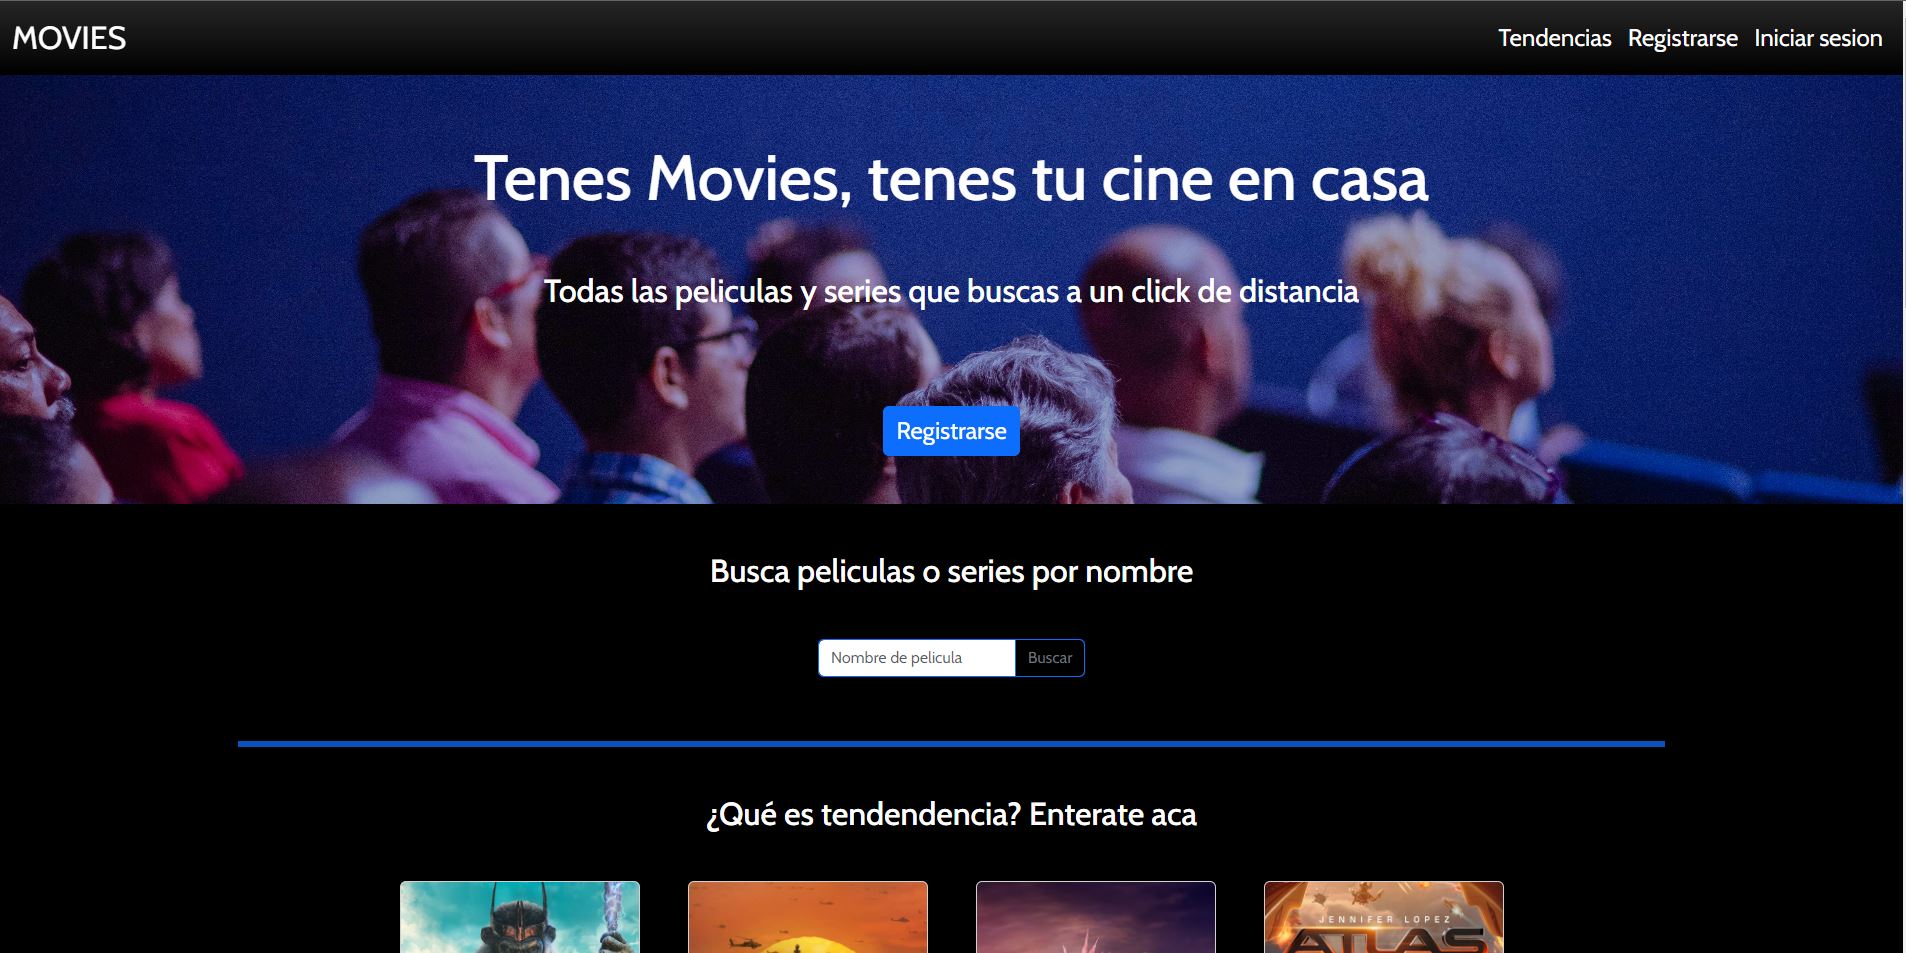 MOVIES
Tendencias Registrarse Iniciar sesion
Tenes Movies, tenes tu cine en casa
Todas las peliculas y series que buscas a un click de distancia
Registrarse
Busca peliculas o series por nombre
Nombre de pelicula Buscar
¿Qué es tendendencia? Enterate aca
JENNIFER LOPEZ
ATLAS